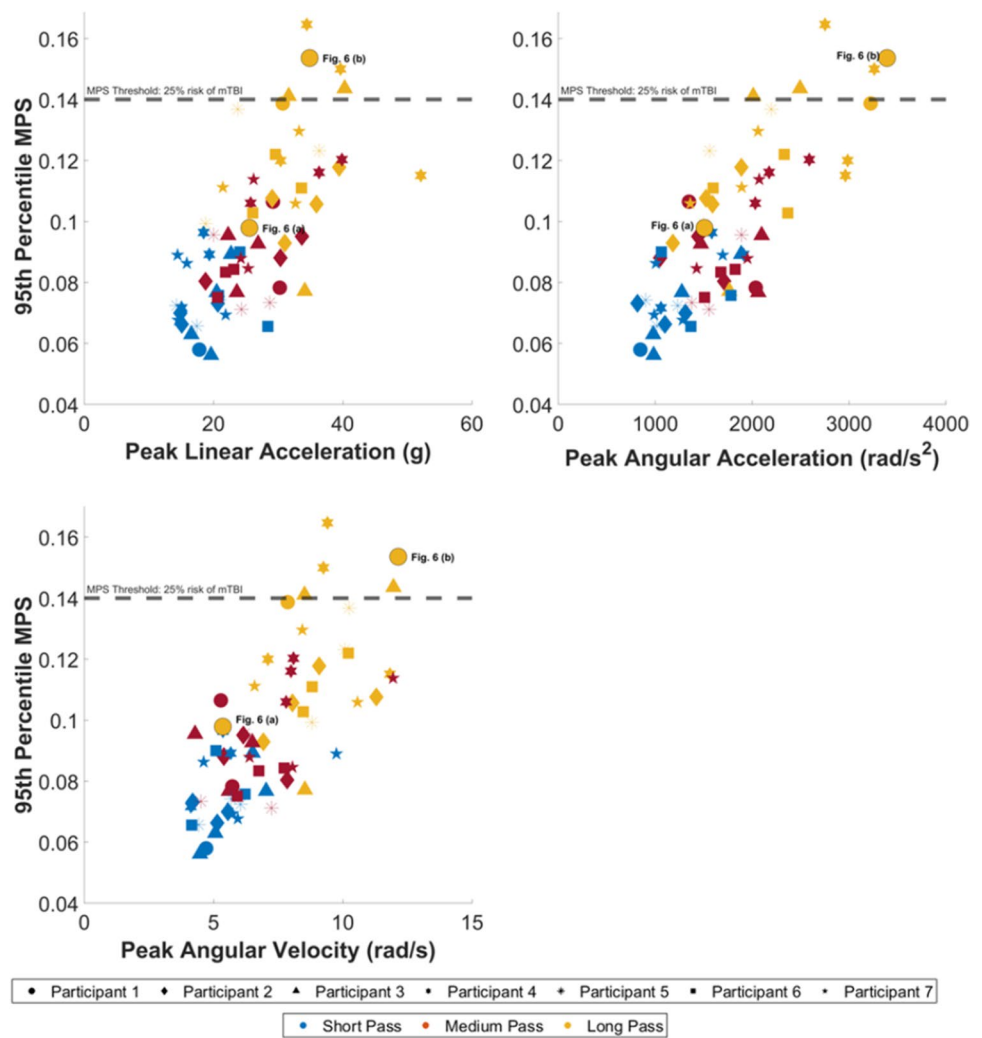 0.16
0.14
0.12
0.1
0.08
0.06
0.04
95th Percentile MPS
MPS Threshold: 25% risk of mTBI
Fig. 6 (b)
Fig. 6 (a)
0
20
40
60
Peak Linear Acceleration (g)
0.16
0.14
0.12
0.1
0.08
0.06
0.04
MPS Threshold: 25% risk of mTBI
Fig. 6 (b)
Fig. 6 (a)
0
1000
2000
3000
4000
Peak Angular Acceleration (rad/s²)
0.16
0.14
0.12
0.1
0.08
0.06
0.04
95th Percentile MPS
MPS Threshold: 25% risk of mTBI
Fig. 6 (b)
Fig. 6 (a)
0
5
10
15
Peak Angular Velocity (rad/s)
Participant 1 Participant 2 Participant 3 Participant 4 Participant 5 Participant 6 Participant 7
Short Pass Medium Pass Long Pass